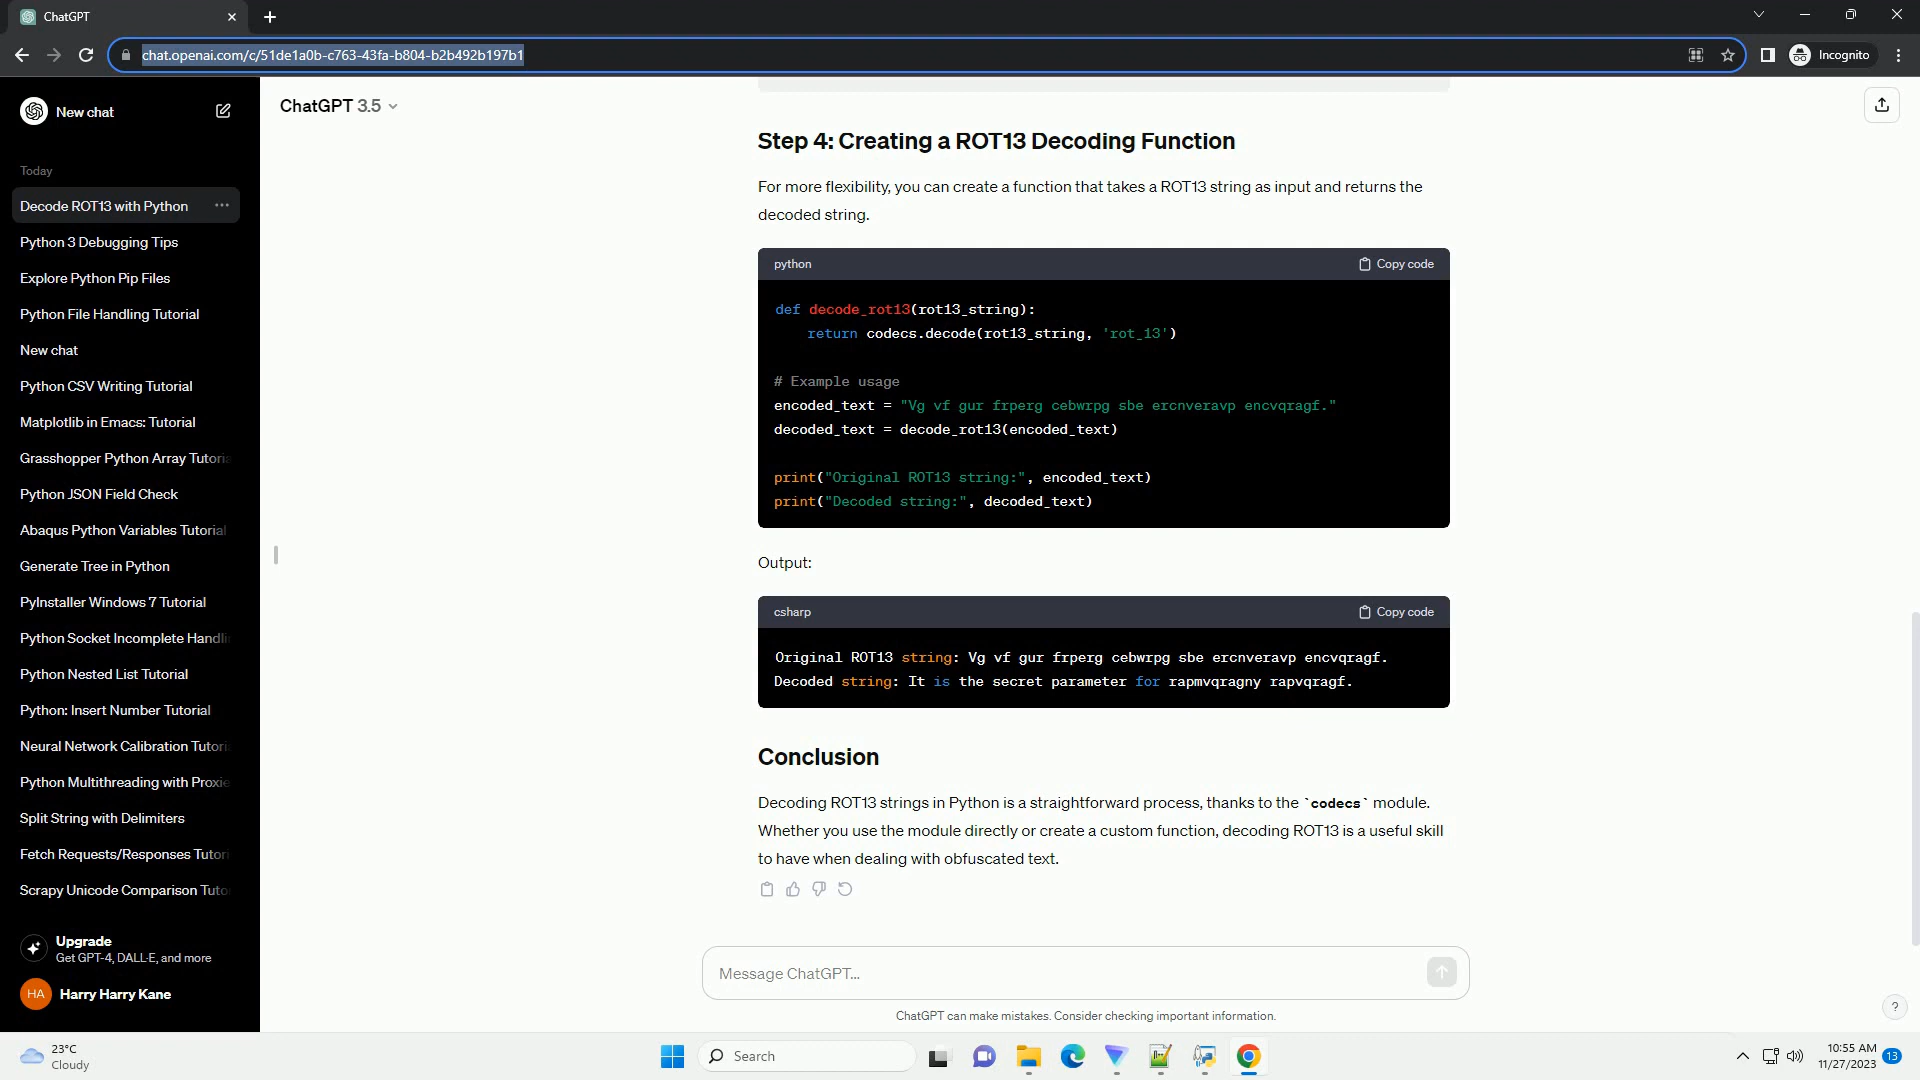 ChatGPT
chat.openai.com/c/51de1a0b-c763-43fa-b804-b2b492b197b1
Incognito
New chat
Today
Decode ROT13 with Python
Python 3 Debugging Tips
Explore Python Pip Files
Python File Handling Tutorial
New chat
Python CSV Writing Tutorial
Matplotlib in Emacs: Tutorial
Grasshopper Python Array Tutoria
Python JSON Field Check
Abaqus Python Variables Tutorial
Generate Tree in Python
PyInstaller Windows 7 Tutorial
Python Socket Incomplete Handli
Python Nested List Tutorial
Python: Insert Number Tutorial
Neural Network Calibration Tutori
Python Multithreading with Proxie
Split String with Delimiters
Fetch Requests/Responses Tutori
Scrapy Unicode Comparison Tuto
Upgrade
Get GPT-4, DALL·E, and more
HA
Harry Harry Kane
ChatGPT 3.5
Step 4: Creating a ROT13 Decoding Function
For more flexibility, you can create a function that takes a ROT13 string as input and returns the
decoded string.
python
Copy code
def decode_rot13(rot13_string):
return codecs.decode(rot13_string, 'rot_13')
# Example usage
encoded_text = "Vg vf gur frperg cebwrpg sbe ercnveravp encvqragf."
decoded_text = decode_rot13(encoded_text)
print("Original ROT13 string:", encoded_text)
print("Decoded string:", decoded_text)
Output:
csharp
Copy code
Original ROT13 string: Vg vf gur frperg cebwrpg sbe ercnveravp encvqragf.
Decoded string: It is the secret parameter for rapmvqragny rapvqragf.
Conclusion
Decoding ROT13 strings in Python is a straightforward process, thanks to the `codecs` module.
Whether you use the module directly or create a custom function, decoding ROT13 is a useful skill
to have when dealing with obfuscated text.
Message ChatGPT...
ChatGPT can make mistakes. Consider checking important information.
?
23°C
Cloudy
Search
10:55 AM
11/27/2023
13